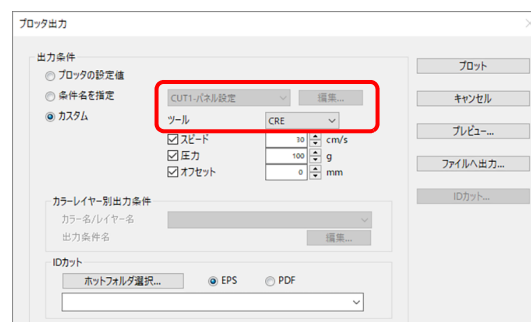 プロッタ出力
出力条件
プロッタの設定値
条件名を指定
CUT1-パネル設定
編集...
カスタム
ツール
CRE
スピード
30
cm/s
圧力
100
g
オフセット
0
mm
カラーレイヤー別出力条件
カラー名/レイヤー名
出力条件名
編集...
IDカット
ホットフォルダ選択...
EPS
PDF
プロット
キャンセル
プレビュー...
ファイルへ出力...
IDカット...